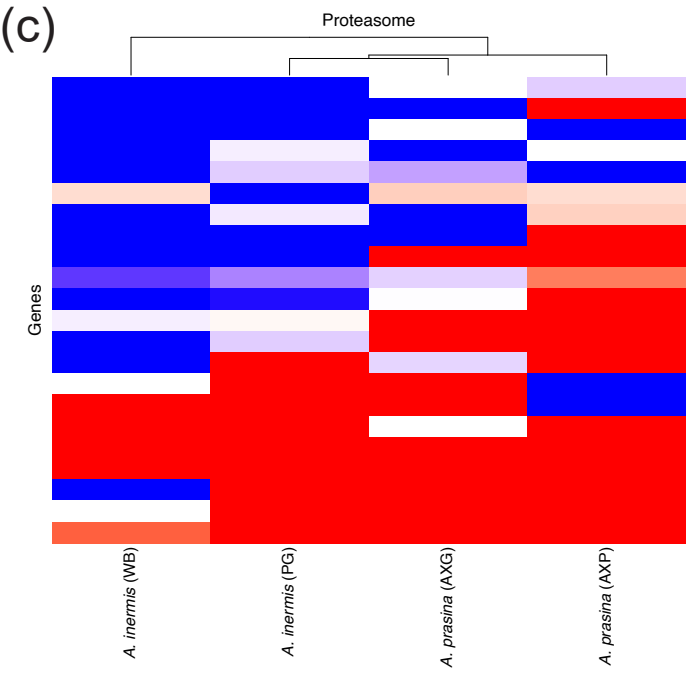 (c)
Proteasome
Genes
A. inermis (WB)
A. inermis (PG)
A. prasina (AXG)
A. prasina (AXP)